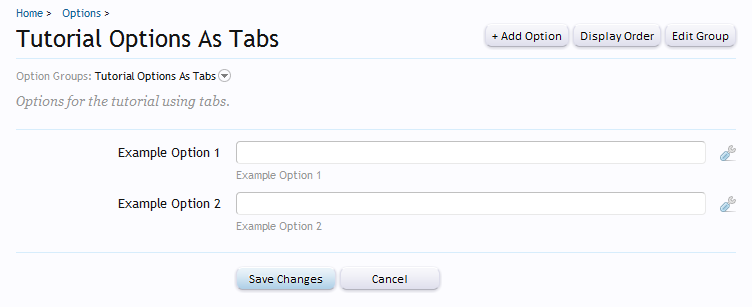 Home > Options >
Tutorial Options As Tabs
+ Add Option Display Order Edit Group
Option Groups: Tutorial Options As Tabs
Options for the tutorial using tabs.
Example Option 1
Example Option 1
Example Option 2
Example Option 2
Save Changes Cancel